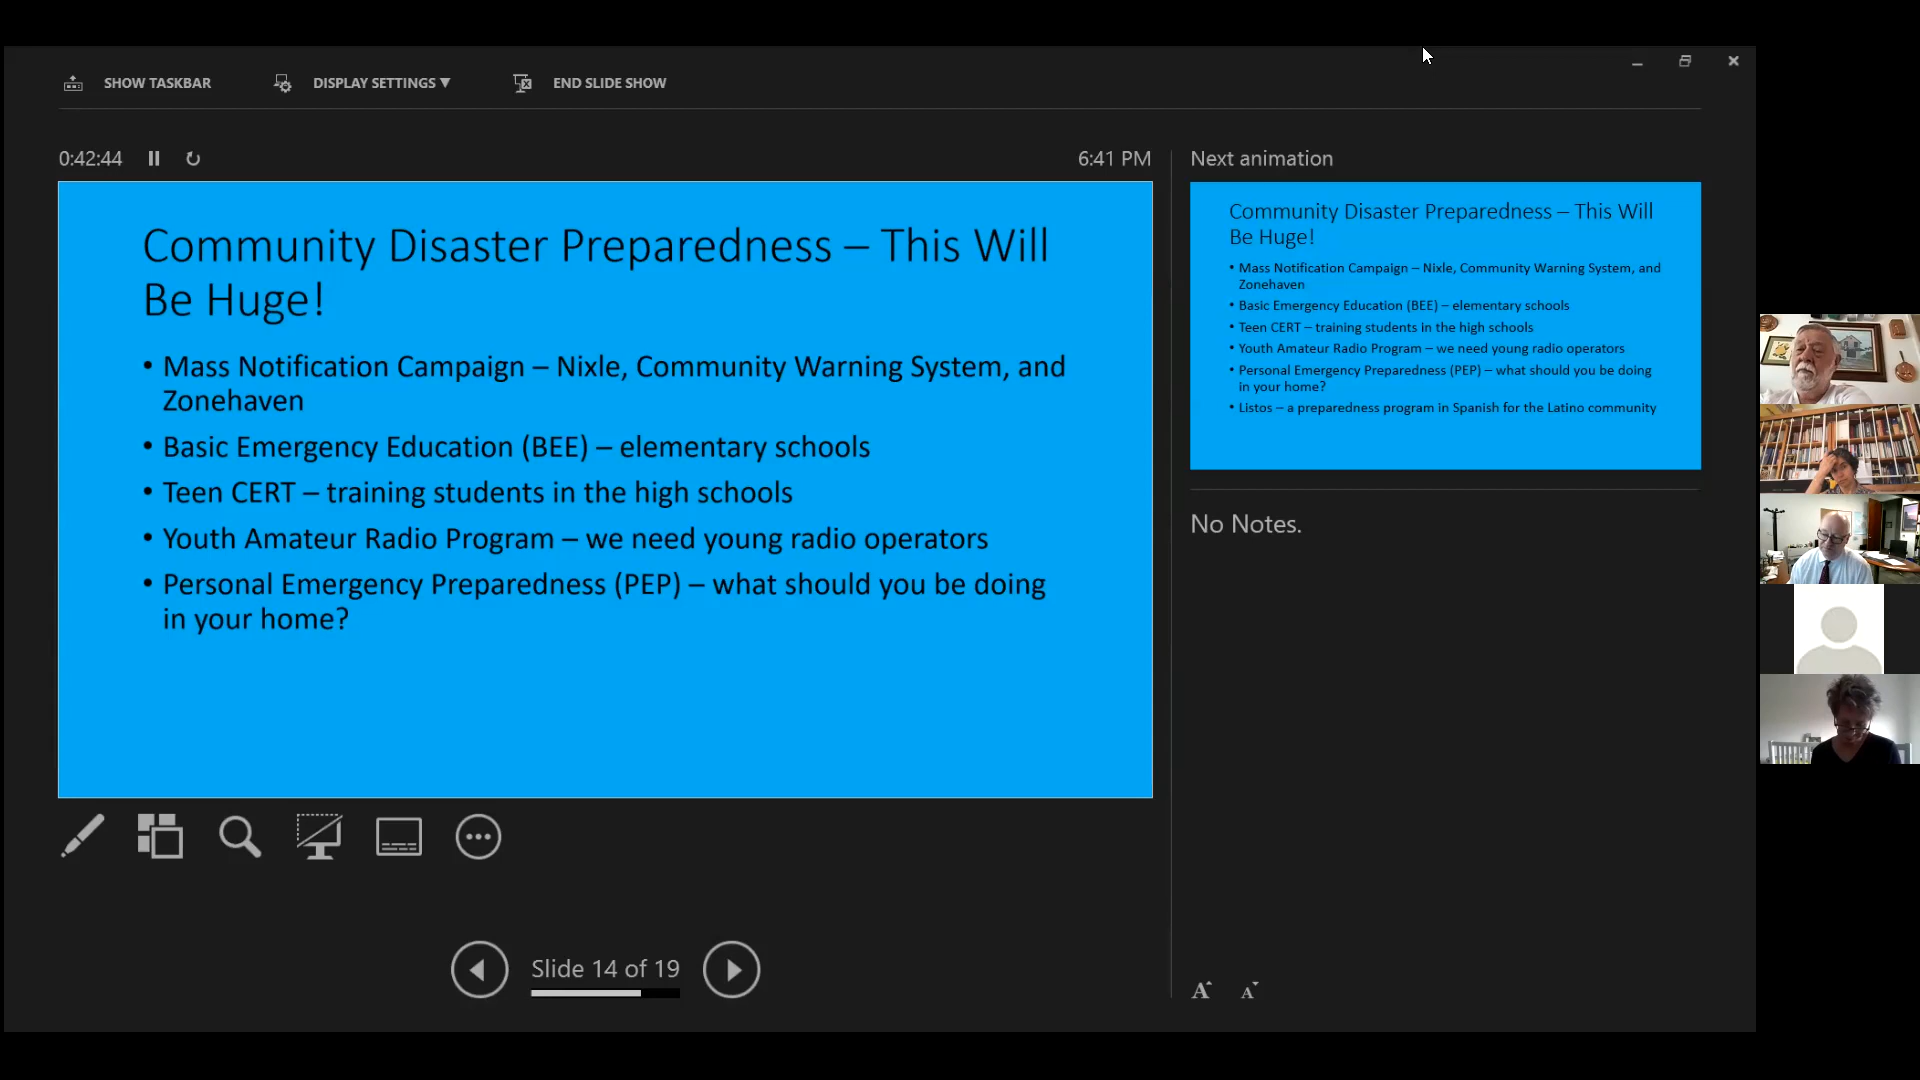 SHOW TASKBAR
DISPLAY SETTINGS ▼
END SLIDE SHOW
0:42:44
6:41 PM
Community Disaster Preparedness – This Will
Be Huge!
• Mass Notification Campaign – Nixle, Community Warning System, and
Zonehaven
• Basic Emergency Education (BEE) – elementary schools
• Teen CERT – training students in the high schools
• Youth Amateur Radio Program – we need young radio operators
• Personal Emergency Preparedness (PEP) – what should you be doing
in your home?
Slide 14 of 19
Next animation
Community Disaster Preparedness – This Will
Be Huge!
• Mass Notification Campaign – Nixle, Community Warning System, and
Zonehaven
• Basic Emergency Education (BEE) – elementary schools
• Teen CERT – training students in the high schools
• Youth Amateur Radio Program – we need young radio operators
• Personal Emergency Preparedness (PEP) – what should you be doing
in your home?
• Listos – a preparedness program in Spanish for the Latino community
No Notes.
A A